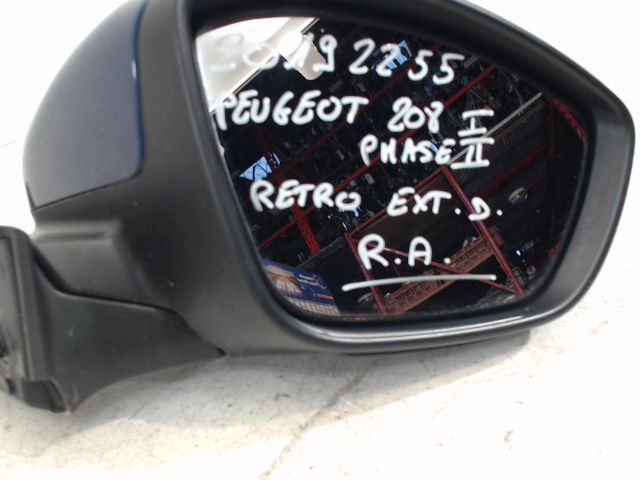 20192255
PEUGEOT 208 I
PHASE II
RETRO EXT. D.
R.A.